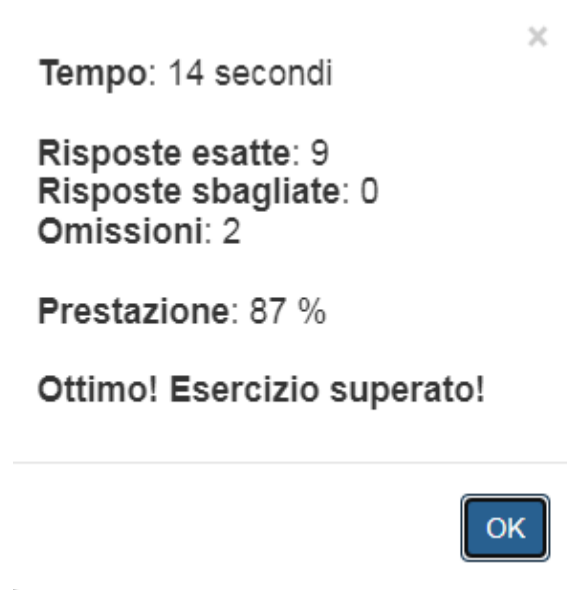 ×
Tempo: 14 secondi
Risposte esatte: 9
Risposte sbagliate: 0
Omissioni: 2
Prestazione: 87 %
Ottimo! Esercizio superato!
OK